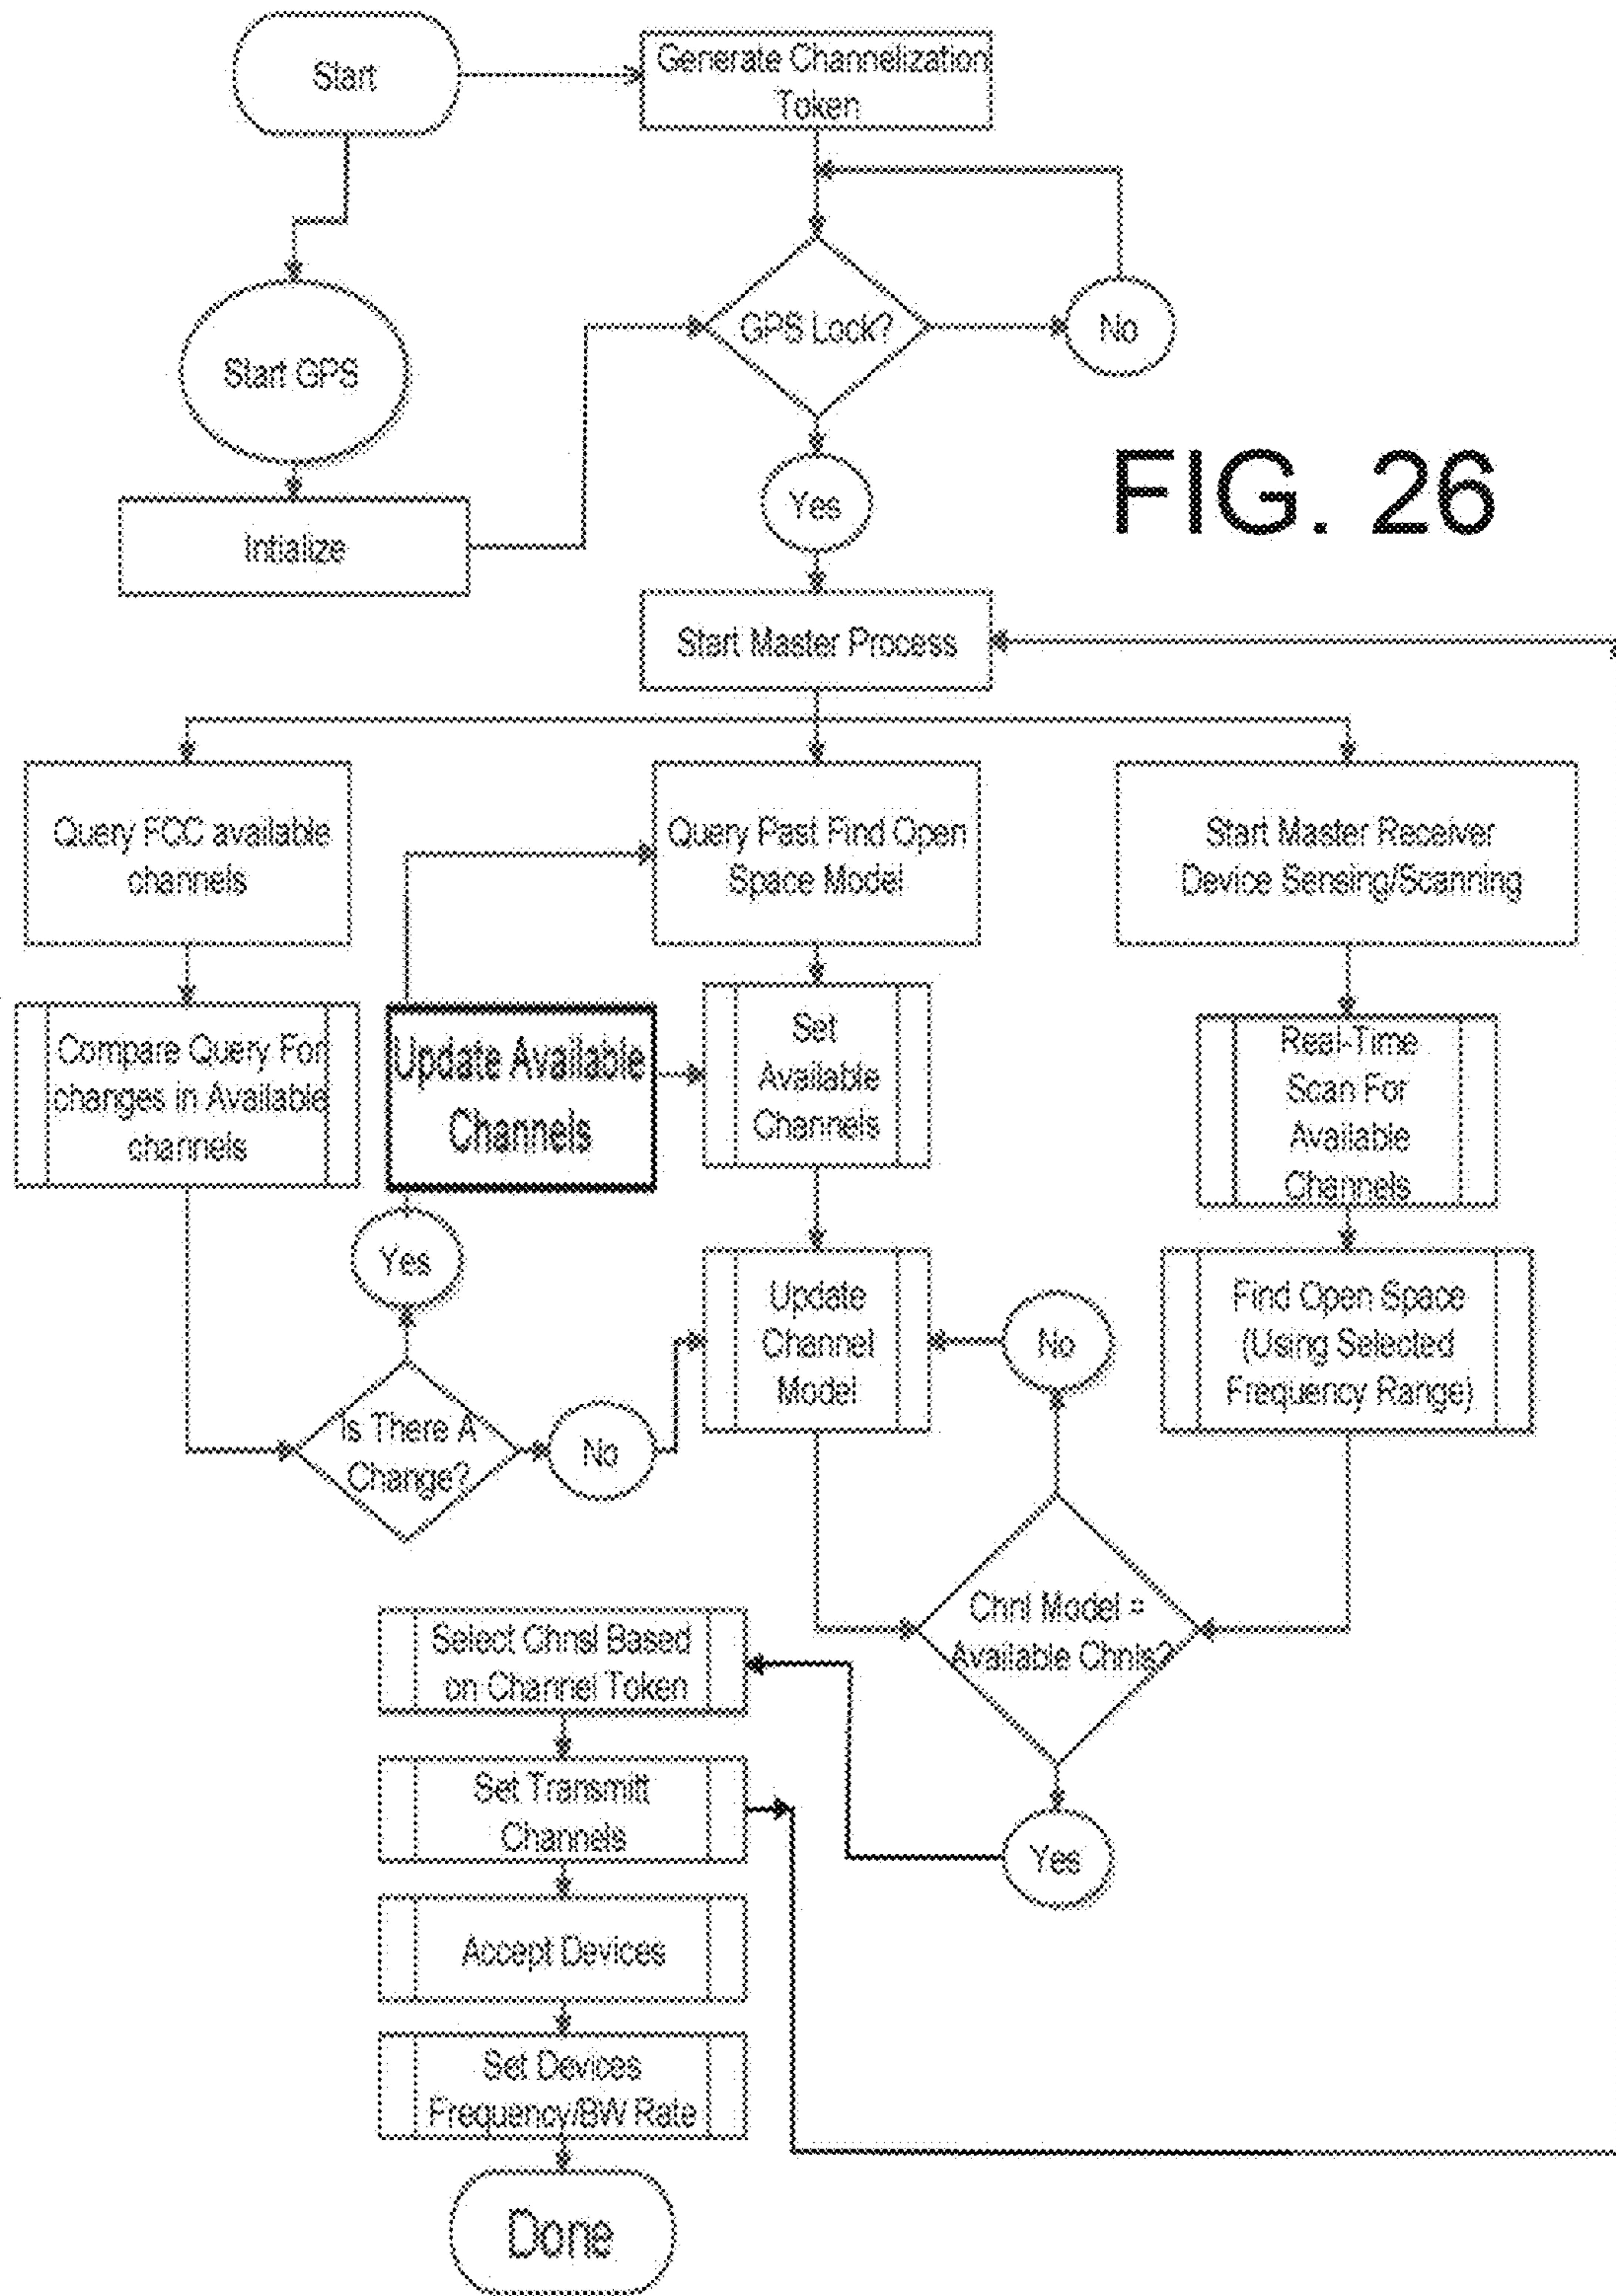 Start
Generate Channelization
Token
GPS Lock?
No
Start GPS
Yes
FIG. 26
Intialize
Start Master Process
Query FCC available
channels
Query Past Find Open
Space Model
Start Master Receiver
Device Sensing/Scanning
Compare Query For
changes in Available
channels
Update Available
Channels
Set
Available
Channels
Real-Time
Scan For
Available
Channels
Yes
Update
Channel
Model
No
Find Open Space
(Using Selected
Frequency Range)
Is There A
Change?
No
Chnl Model =
Available Chnls?
Select Chnsl Based
on Channel Token
Set Transmitt
Channels
Yes
Accept Devices
Set Devices
Frequency/BW Rate
Done